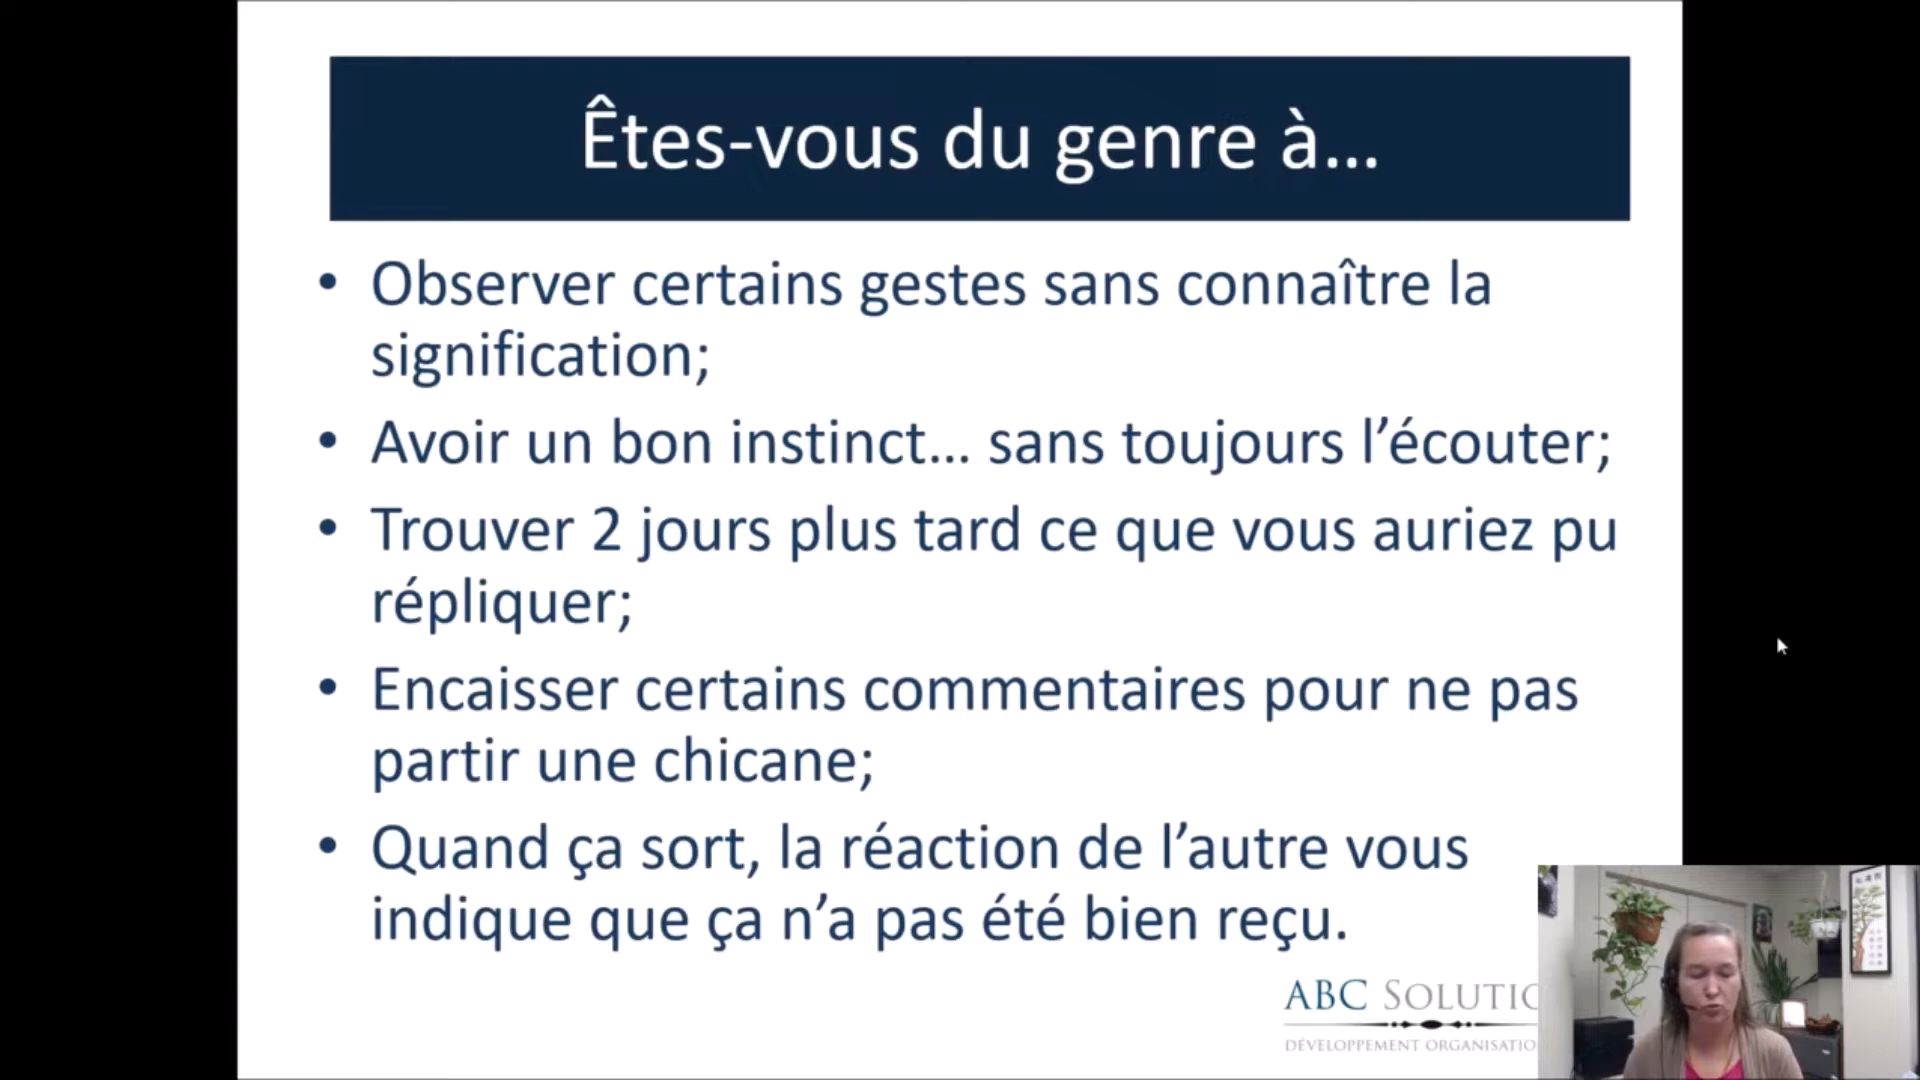 Êtes-vous du genre à...
• Observer certains gestes sans connaître la
signification;
• Avoir un bon instinct... sans toujours l’écouter;
• Trouver 2 jours plus tard ce que vous auriez pu
répliquer;
• Encaisser certains commentaires pour ne pas
partir une chicane;
• Quand ça sort, la réaction de l’autre vous
indique que ça n’a pas été bien reçu.
ABC
DÉVELOPPEMENT